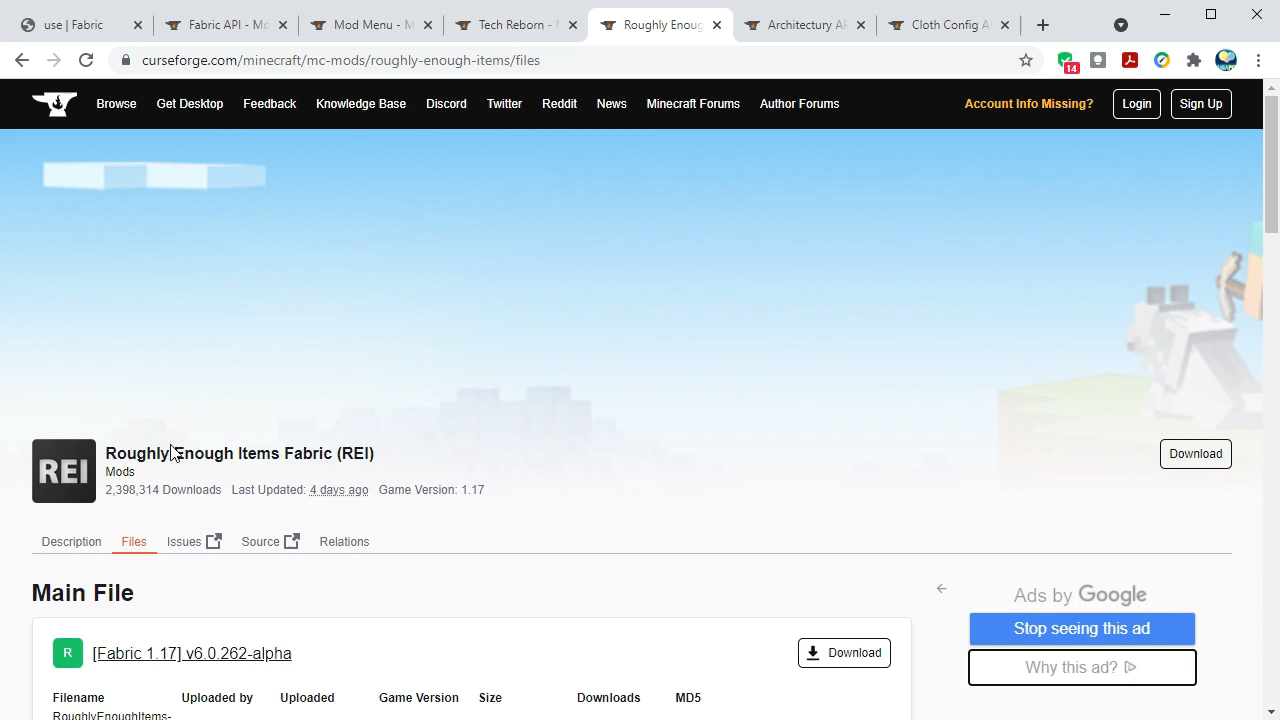 use | Fabric
Fabric API - Mo
Mod Menu - M
Tech Reborn -
Roughly Enoug
Architectury AP
Cloth Config A
curseforge.com/minecraft/mc-mods/roughly-enough-items/files
14
Browse Get Desktop Feedback Knowledge Base Discord Twitter Reddit News Minecraft Forums Author Forums Account Info Missing? Login Sign Up
REI
Roughly Enough Items Fabric (REI)
Mods
2,398,314 Downloads Last Updated: 4 days ago Game Version: 1.17
Download
Description Files Issues Source Relations
Main File
R [Fabric 1.17] v6.0.262-alpha
Download
Filename Uploaded by Uploaded Game Version Size Downloads MD5
RoughlyEnoughItems-
Ads by Google
Stop seeing this ad
Why this ad?